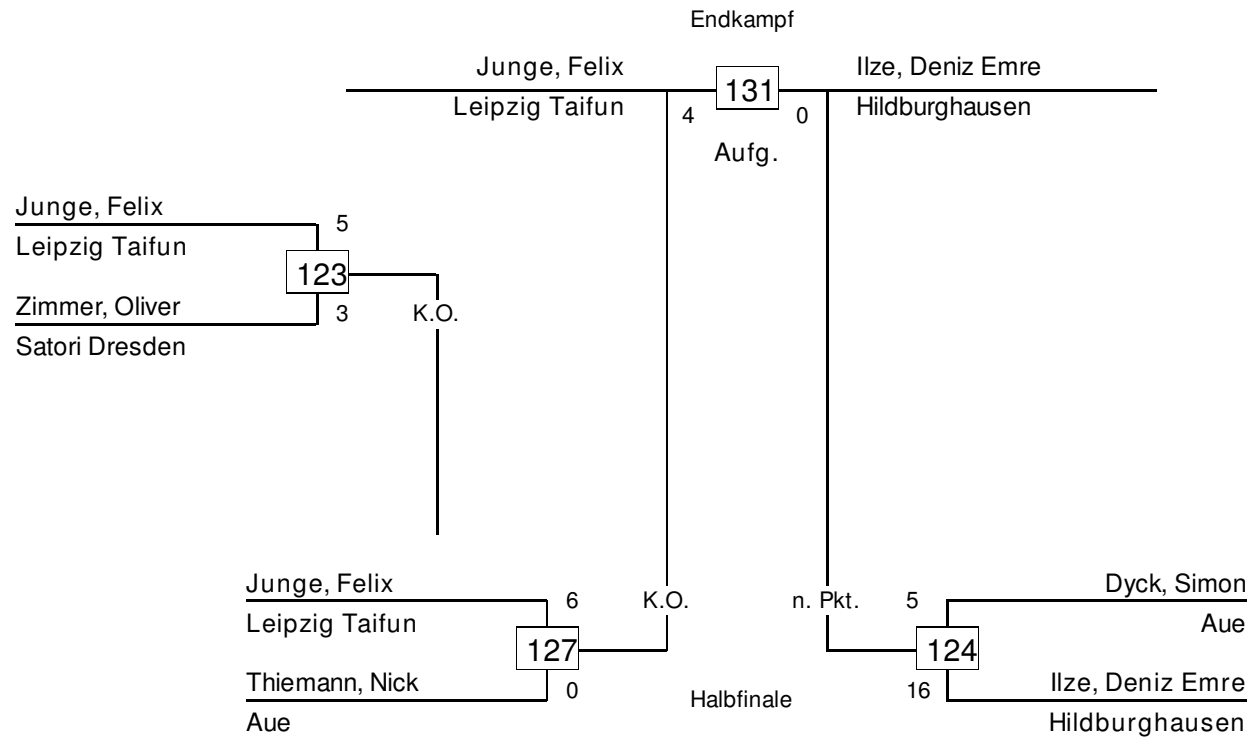 Endkampf
Junge, Felix
Leipzig Taifun
4
131
0
Ilze, Deniz Emre
Hildburghausen
Aufg.
Junge, Felix
5
Leipzig Taifun
123
Zimmer, Oliver
3
K.O.
Satori Dresden
Junge, Felix
6
K.O.
Leipzig Taifun
127
Thiemann, Nick
0
Aue
Halbfinale
n. Pkt.
5
Dyck, Simon
Aue
124
16
Ilze, Deniz Emre
Hildburghausen